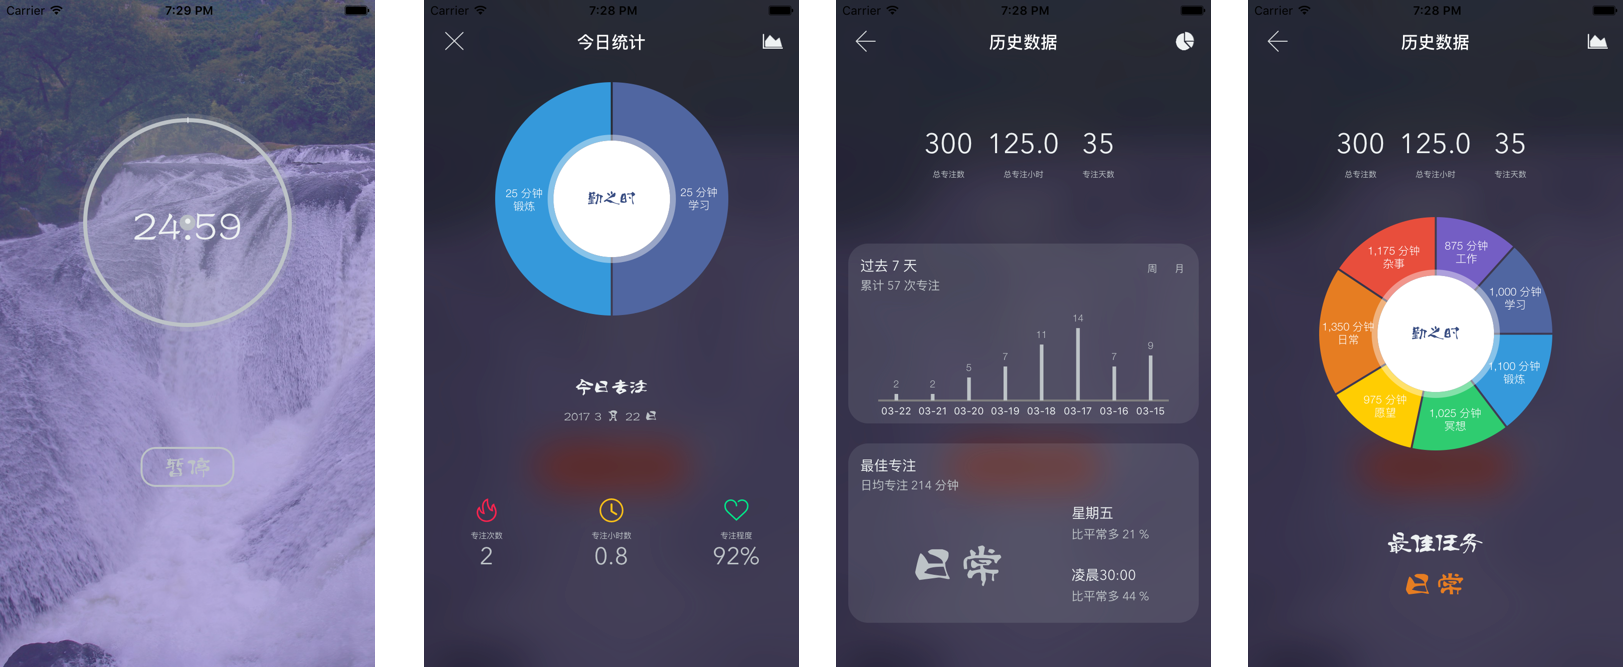 Carrier 7:29 PM
24:59
暂停
Carrier 7:28 PM
今日统计
25 分钟
锻炼
勤之时
25 分钟
学习
今日专注
2017 3 月 22 日
专注次数
2
专注小时数
0.8
专注程度
92%
Carrier 7:28 PM
历史数据
300 125.0 35
总专注数 总专注小时 专注天数
过去 7 天
周 月
累计 57 次专注
2 2 5 7 11 14 7 9
03-22 03-21 03-20 03-19 03-18 03-17 03-16 03-15
最佳专注
日均专注 214 分钟
日常
星期五
比平常多 21 %
凌晨30:00
比平常多 44 %
Carrier 7:28 PM
历史数据
300 125.0 35
总专注数 总专注小时 专注天数
875 分钟
工作
1,000 分钟
学习
1,100 分钟
锻炼
1,025 分钟
冥想
975 分钟
愿望
1,350 分钟
日常
1,175 分钟
杂事
勤之时
最佳任务
日常